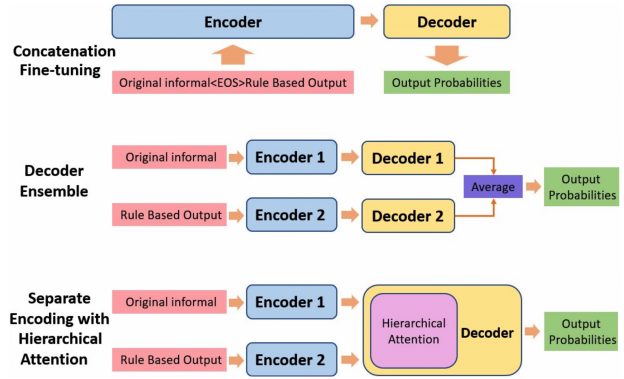 Concatenation
Fine-tuning
Encoder
Decoder
Original informal<EOS>Rule Based Output
Output Probabilities
Decoder
Ensemble
Original informal
Encoder 1
Decoder 1
Average
Output
Probabilities
Rule Based Output
Encoder 2
Decoder 2
Separate
Encoding with
Hierarchical
Attention
Original informal
Encoder 1
Hierarchical
Attention
Decoder
Output
Probabilities
Rule Based Output
Encoder 2